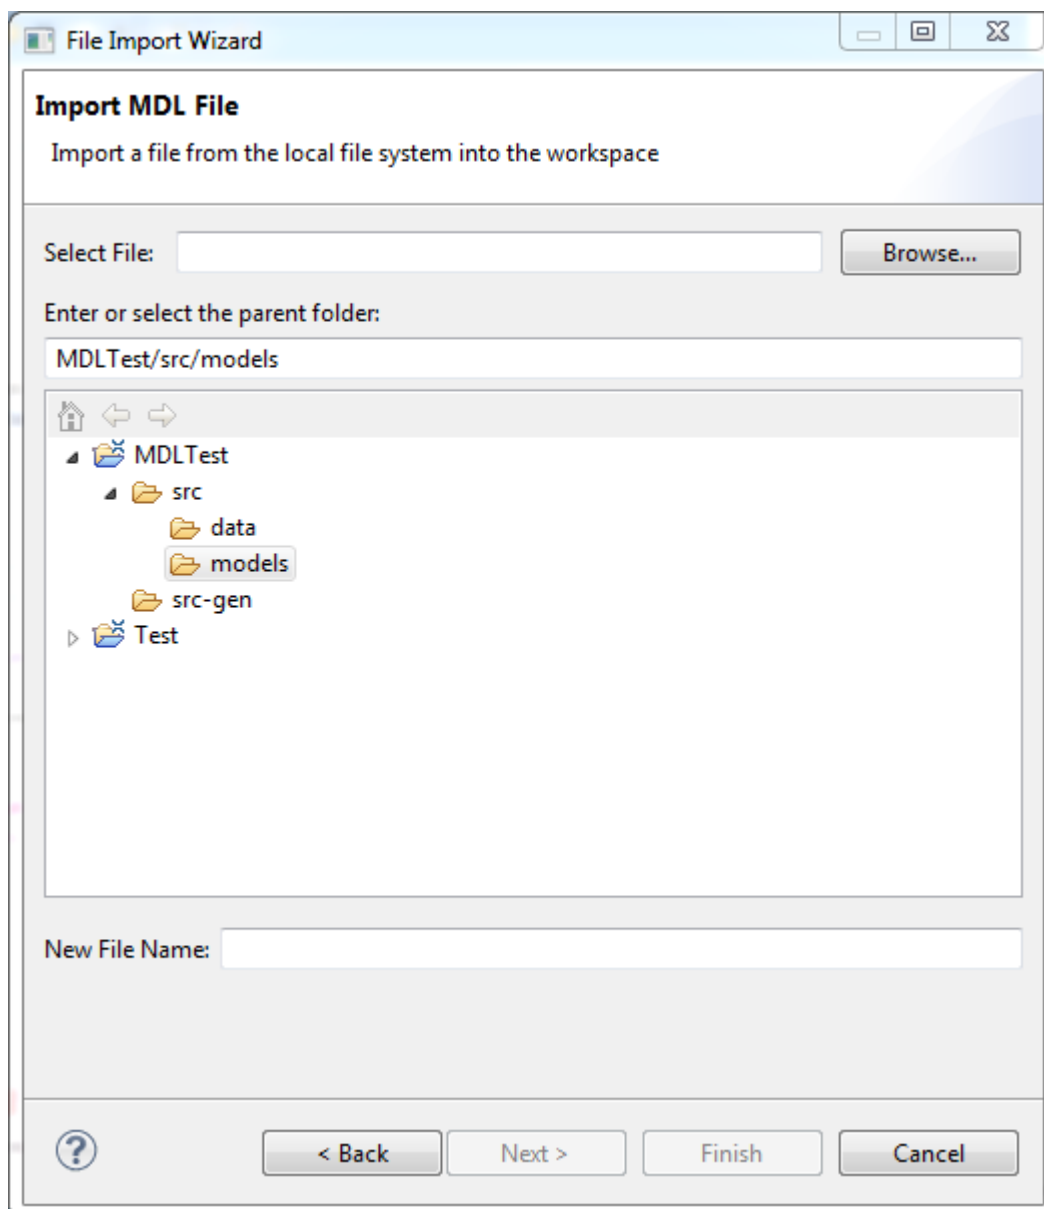 File Import Wizard
Import MDL File
Import a file from the local file system into the workspace
Select File:
Browse...
Enter or select the parent folder:
MDLTest/src/models
MDLTest
src
data
models
src-gen
Test
New File Name:
?
< Back
Next >
Finish
Cancel